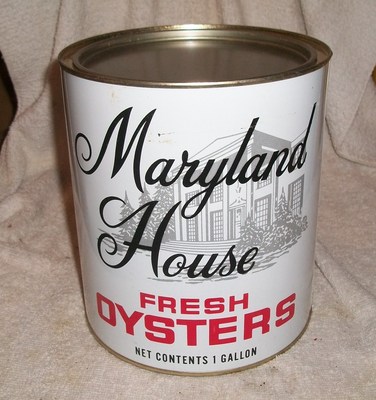 Maryland
House
FRESH
OYSTERS
NET CONTENTS 1 GALLON